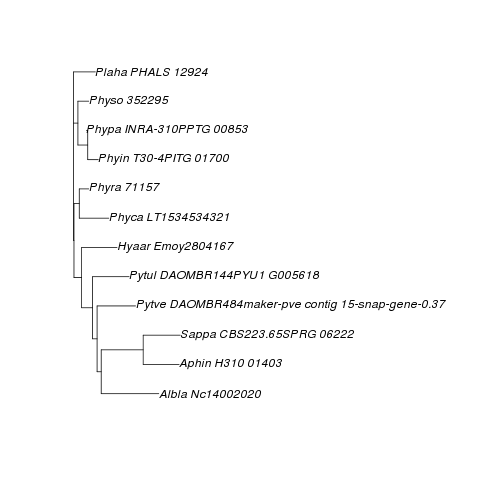 Plaha PHALS 12924
Physo 352295
Phypa INRA-310PPTG 00853
Phyin T30-4PITG 01700
Phyra 71157
Phyca LT1534534321
Hyaar Emoy2804167
Pytul DAOMBR144PYU1 G005618
Pytve DAOMBR484maker-pve contig 15-snap-gene-0.37
Sappa CBS223.65SPRG 06222
Aphin H310 01403
Albla Nc14002020